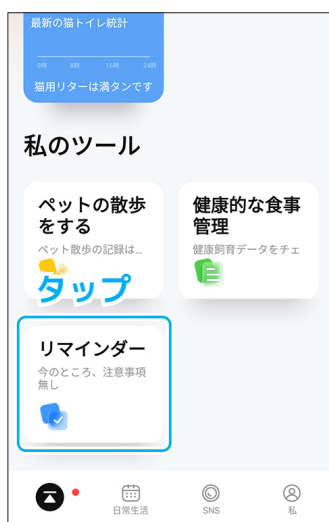 最新の猫トイレ統計
0時 8時 16時 24時
猫用リターは満タンです
私のツール
ペットの散歩
をする
ペット散歩の記録は...
健康的な食事
管理
健康飼育データをチェ
タップ
リマインダー
今のところ、注意事項
無し
日常生活
SNS
私